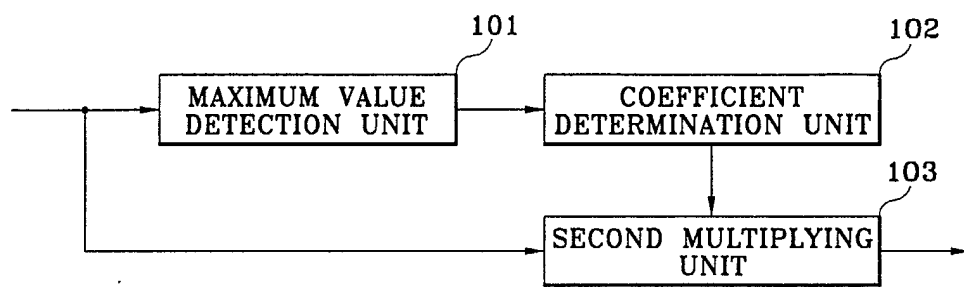 101
102
MAXIMUM VALUE
DETECTION UNIT
COEFFICIENT
DETERMINATION UNIT
103
SECOND MULTIPLYING
UNIT